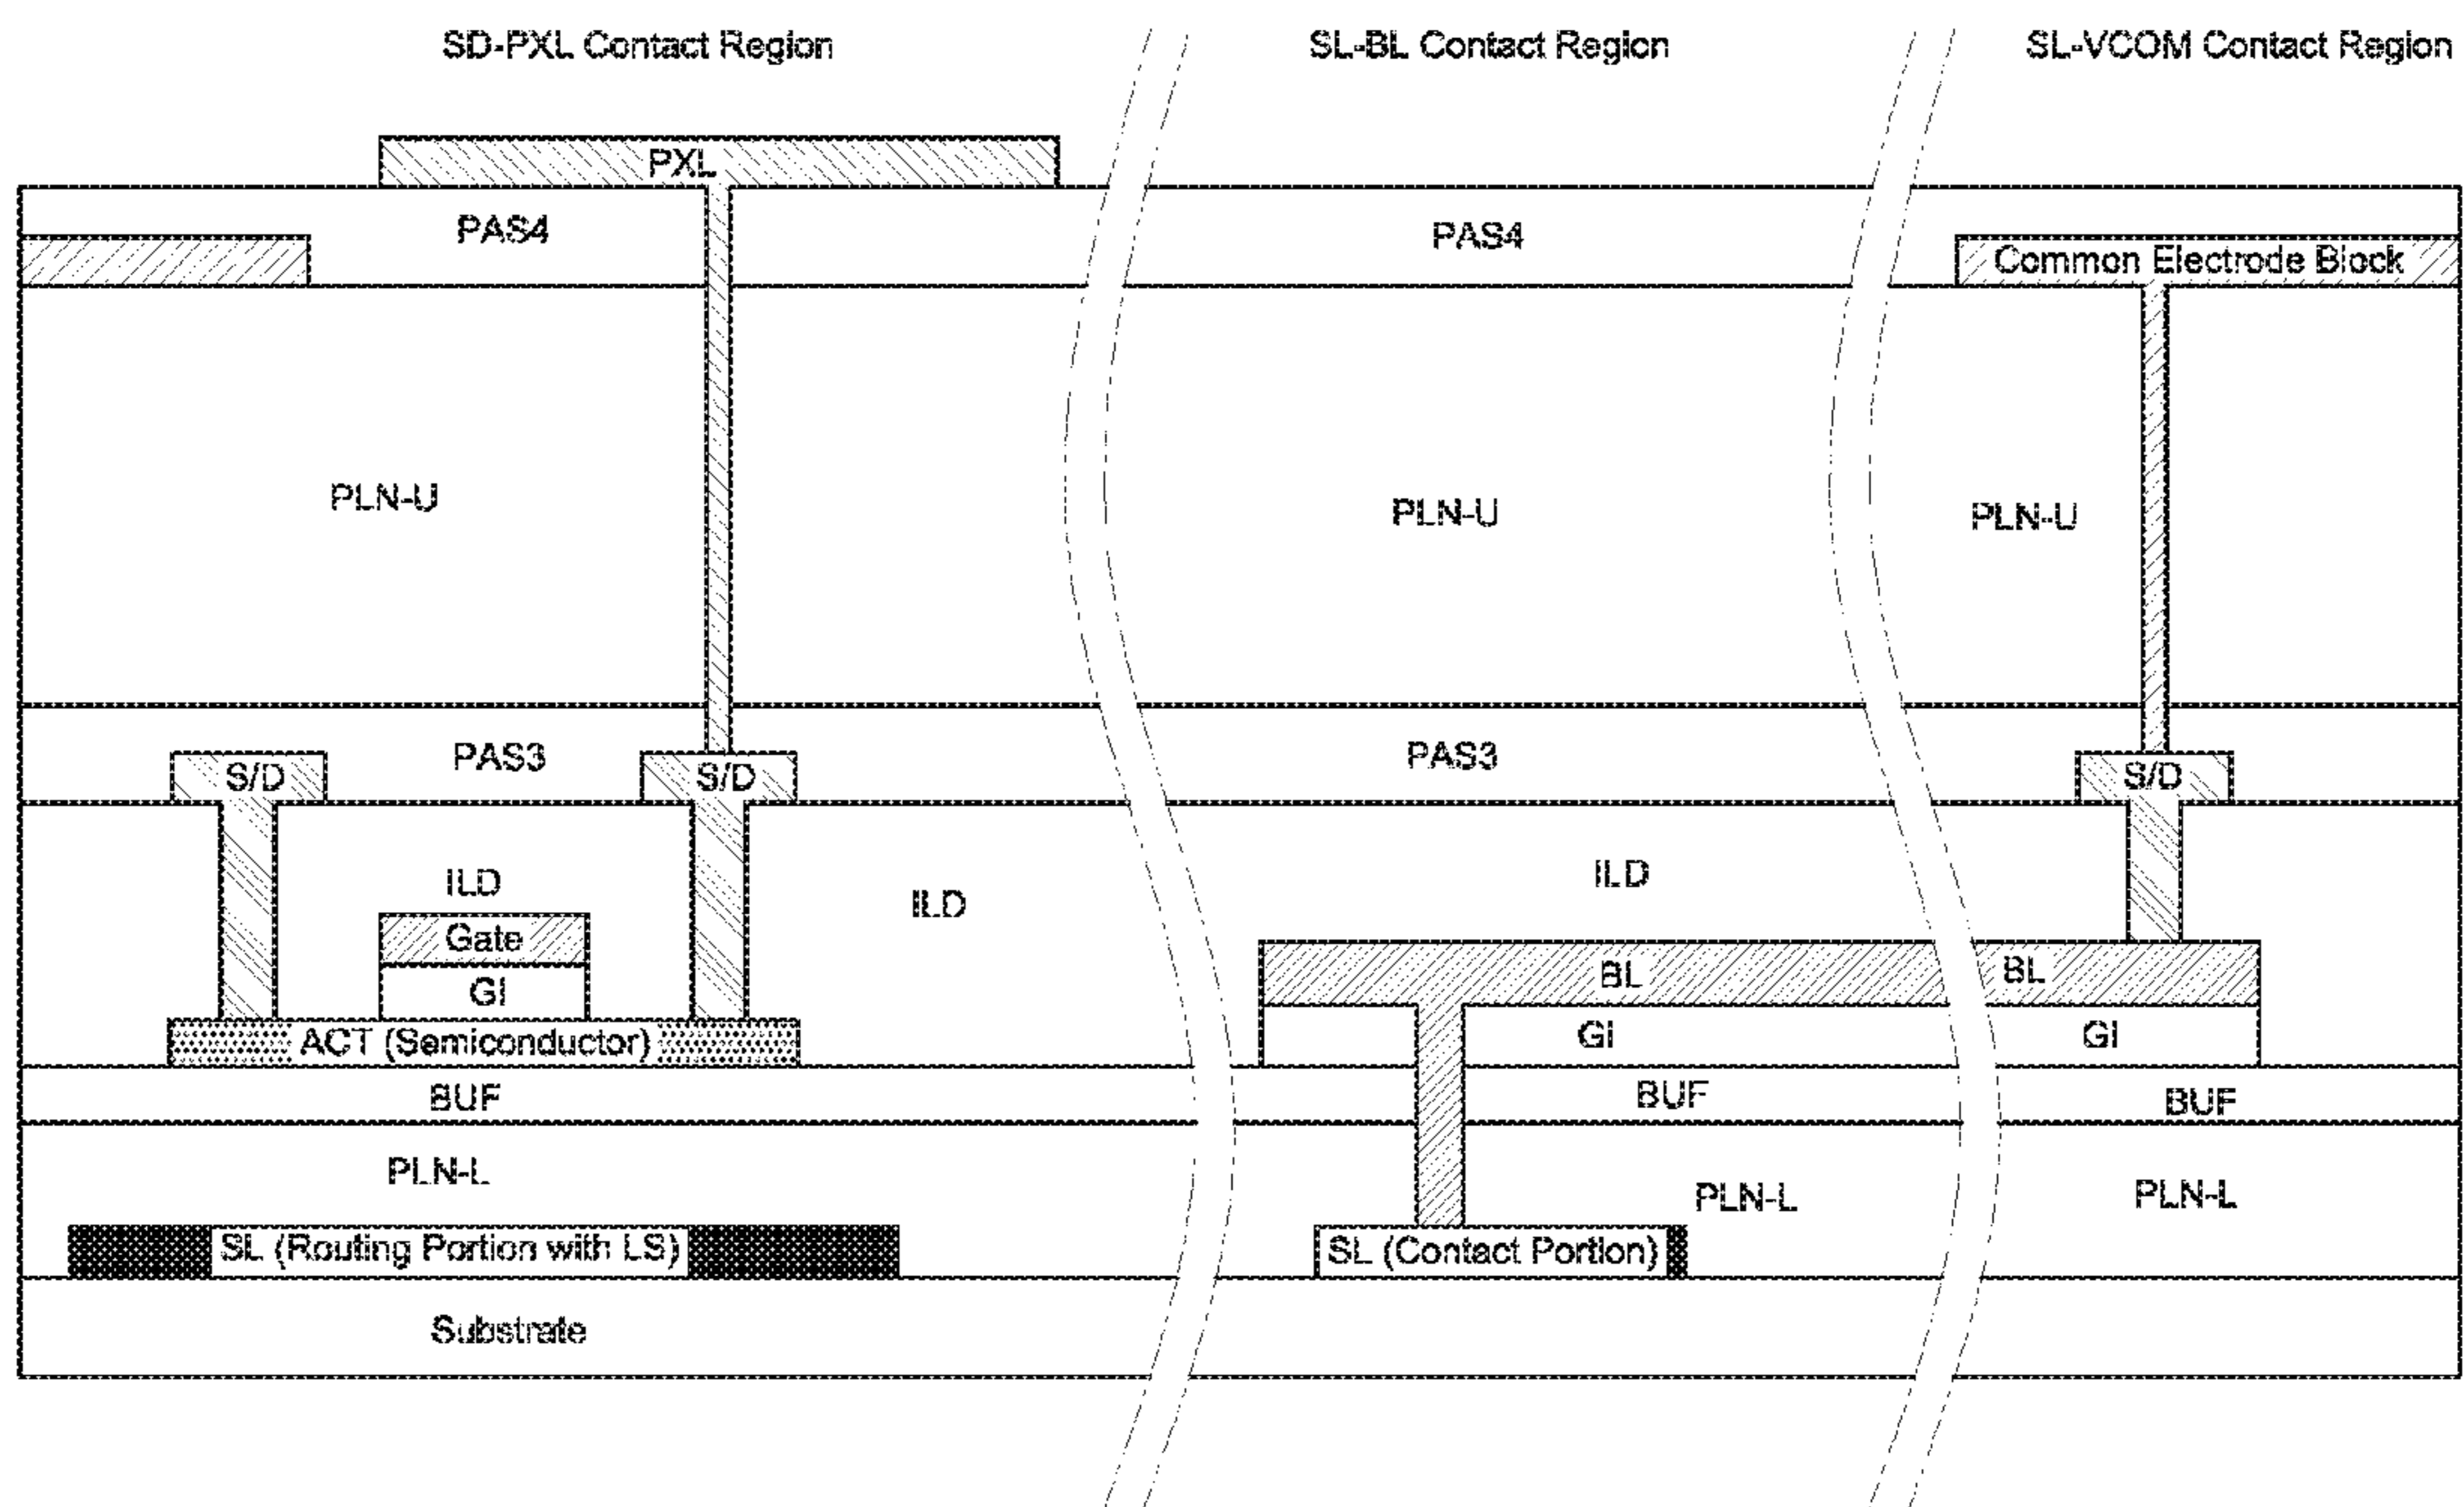 SD-PXL Contact Region
SL-BL Contact Region
SL-VCOM Contact Region
PXL
PAS4
PAS4
Common Electrode Block
PLN-U
PLN-U
PLN-U
PAS3
PAS3
S/D
S/D
S/D
ILD
ILD
ILD
Gate
GI
BL
BL
GI
GI
ACT (Semiconductor)
BUF
BUF
BUF
PLN-L
PLN-L
PLN-L
SL (Routing Portion with LS)
SL (Contact Portion)
Substrate